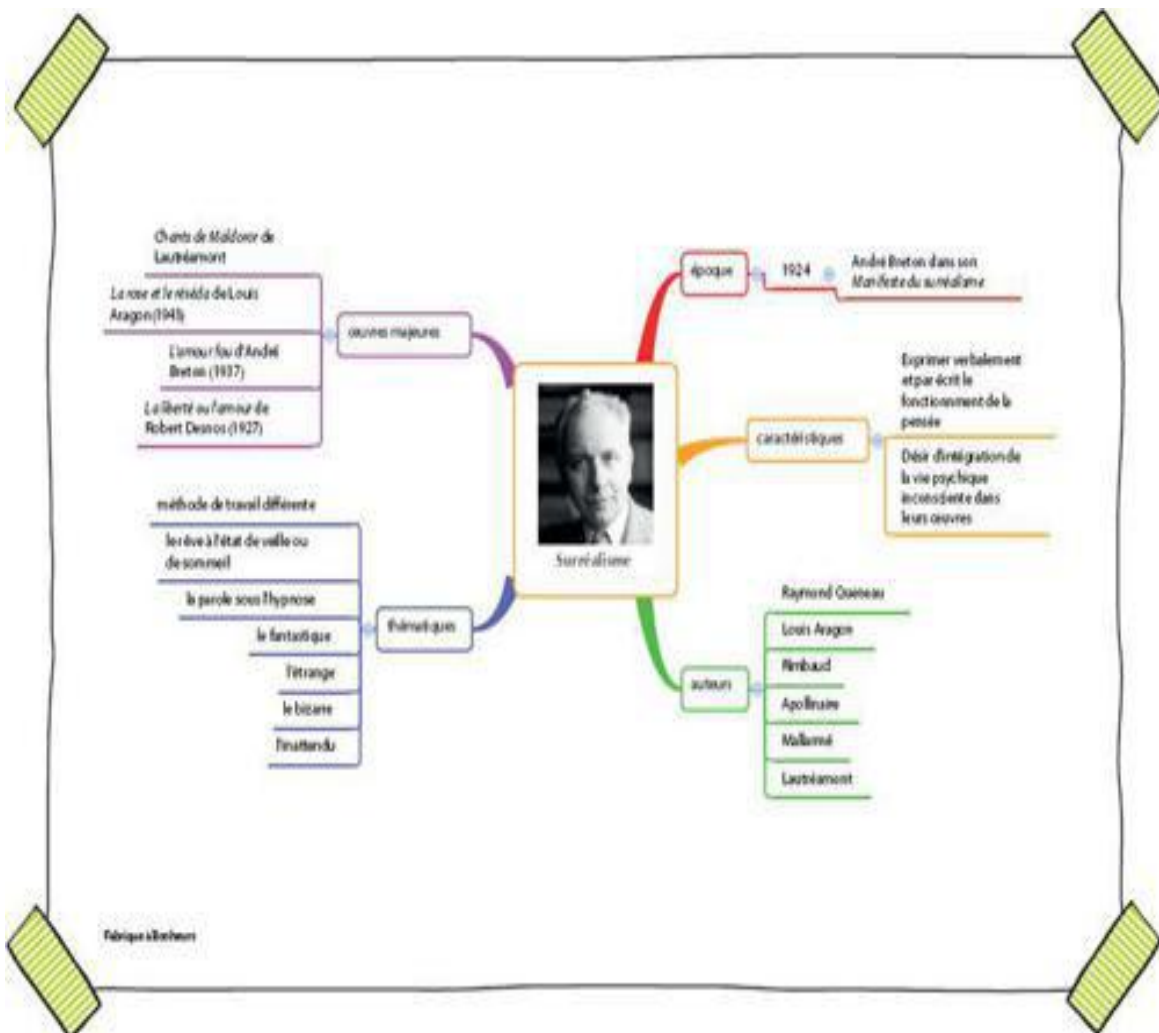 Chants de Maldoror de
Lautréamont
La rose et le réséda de Louis
Aragon (1943)
L'amour fou d'André
Breton (1937)
La liberté ou l'amour de
Robert Desnos (1927)
œuvres majeures
méthode de travail différente
le rêve à l'état de veille ou
de sommeil
la parole sous l'hypnose
le fantastique
l'étrange
le bizarre
l'inattendu
thématiques
Surréalisme
époque
1924
André Breton dans son
Manifeste du surréalisme
caractéristiques
Exprimer verbalement
et par écrit le
fonctionnment de la
pensée
Désir d'intégration de
la vie psychique
inconsciente dans
leurs œuvres
auteurs
Raymond Queneau
Louis Aragon
Rimbaud
Apollinaire
Mallarmé
Lautréamont
Fabrique à Bonheurs